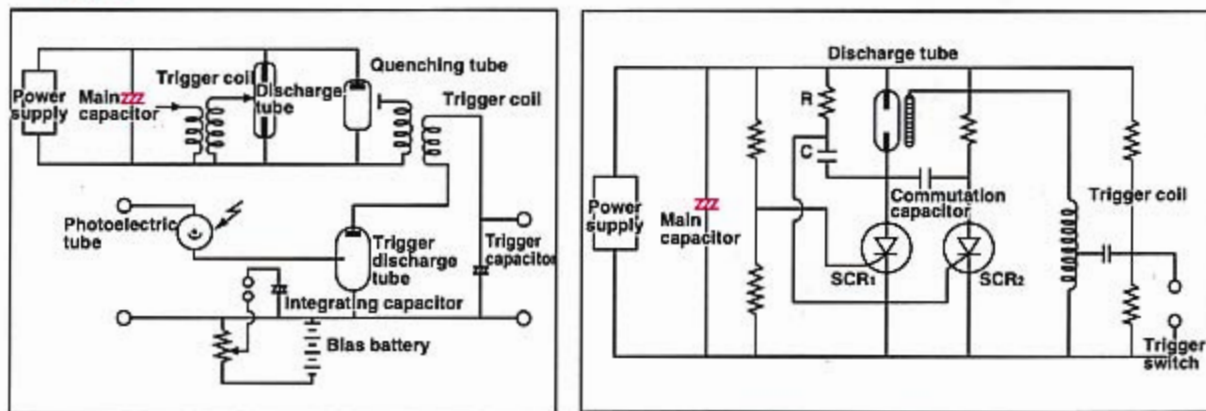 Power
supply
Main
capacitor
Trigger coil
Discharge
tube
Quenching tube
Trigger coil
Photoelectric
tube
Trigger
discharge
tube
Trigger
capacitor
Integrating capacitor
Bias battery
Discharge tube
R
C
Commutation
capacitor
Trigger coil
Power
supply
Main
capacitor
SCR₁
SCR₂
Trigger
switch